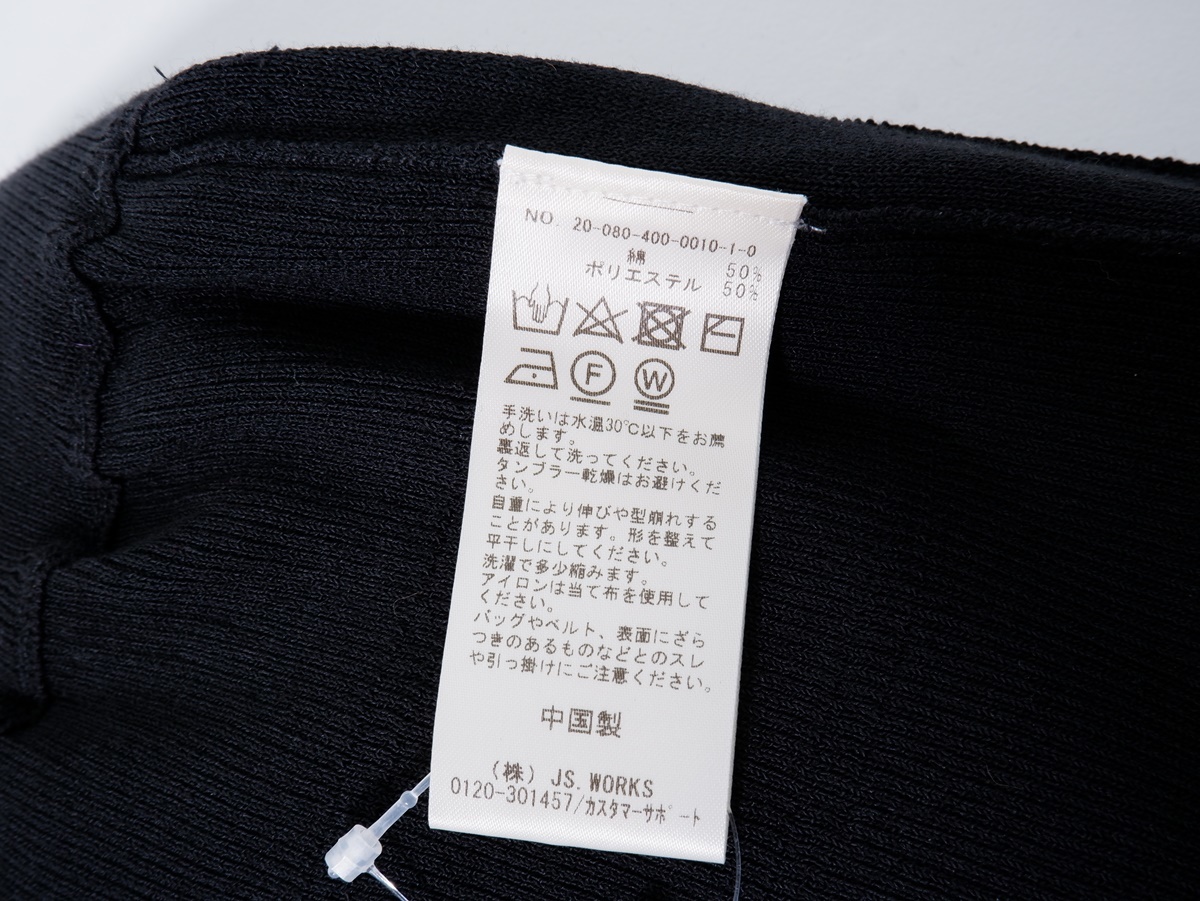 NO. 20-080-400-0010-1-0
綿 50%
ポリエステル 50%
F W
手洗いは水温30℃以下をお薦
めします。
裏返して洗ってください。
タンブラー乾燥はお避けくだ
さい。
自重により伸びや型崩れする
ことがあります。形を整えて
平干しにしてください。
洗濯で多少縮みます。
アイロンは当て布を使用して
ください。
バッグやベルト、表面にざら
つきのあるものなどとのスレ
や引っ掛けにご注意ください。
中国製
(株) JS.WORKS
0120-301457/カスタマーサポート